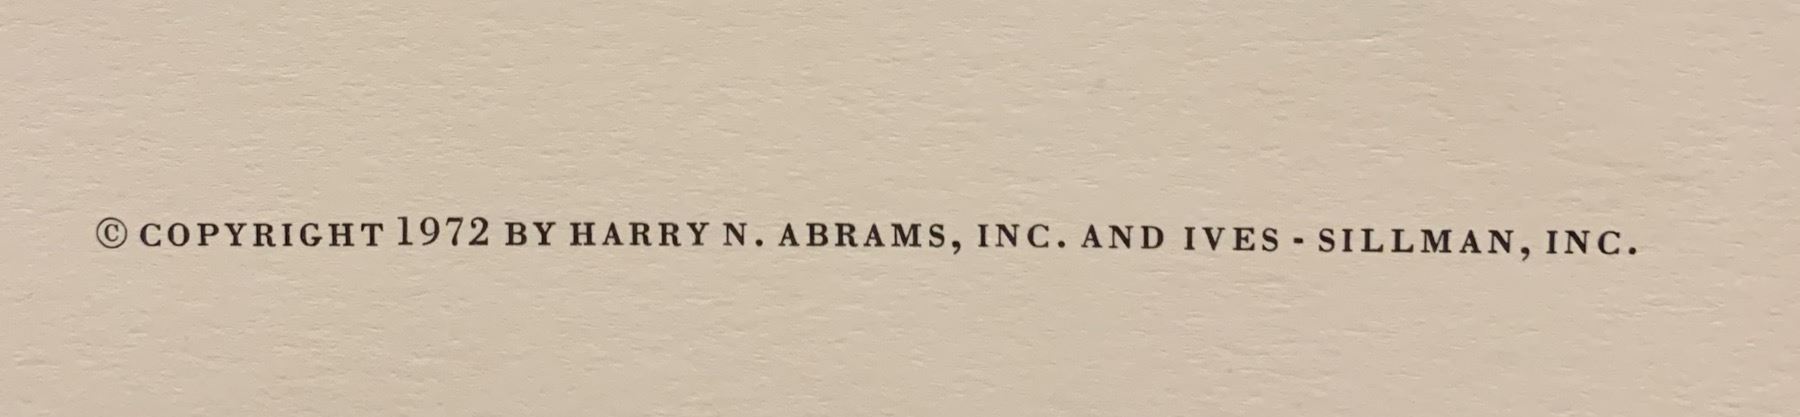 © COPYRIGHT 1972 BY HARRY N. ABRAMS, INC. AND IVES - SILLMAN, INC.